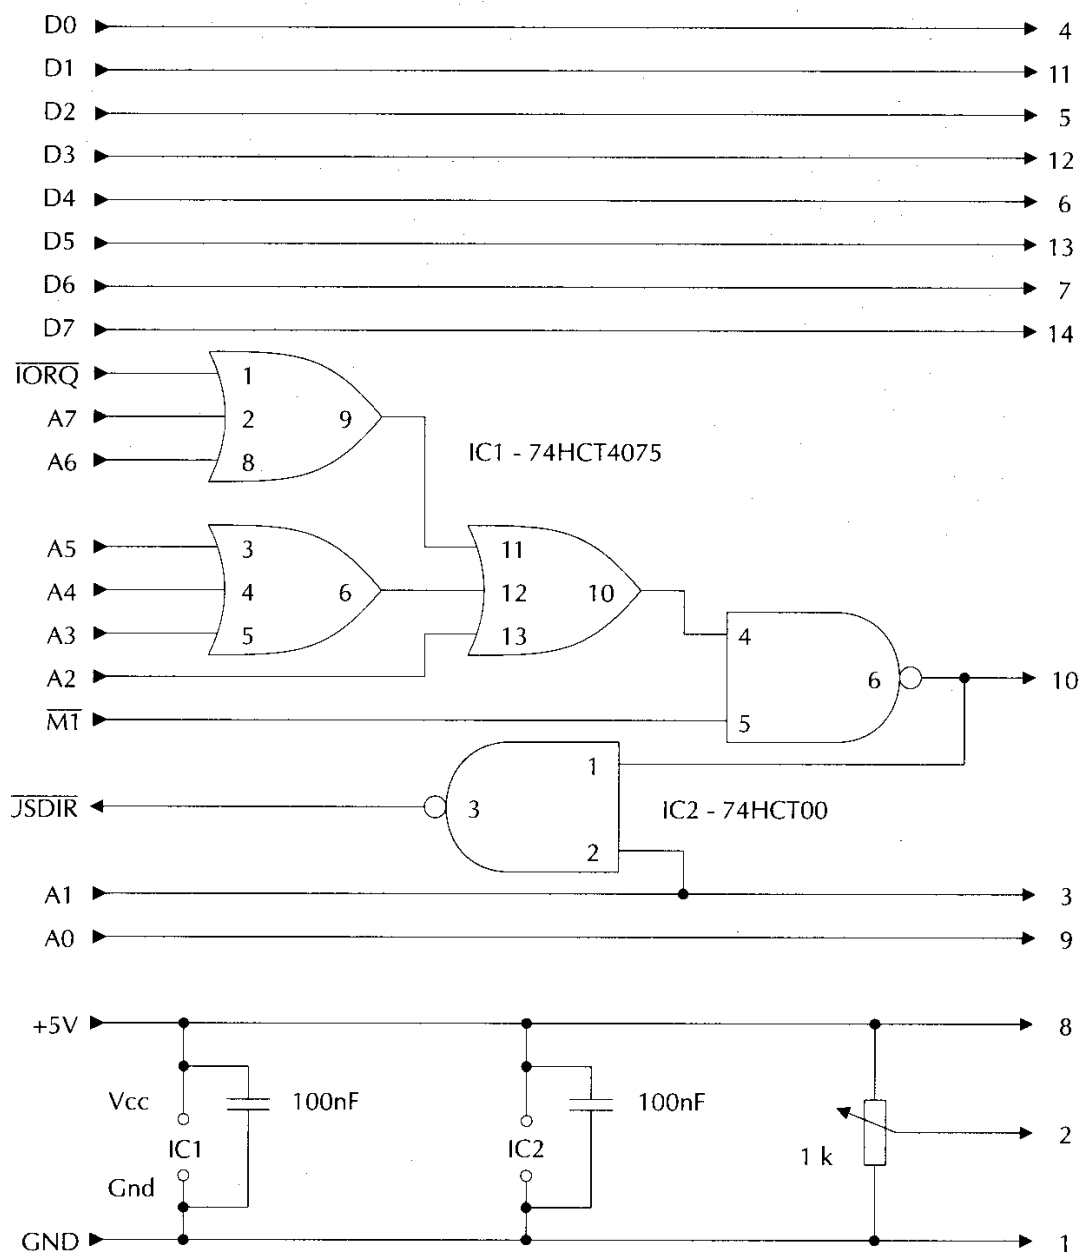 D0 4
D1 11
D2 5
D3 12
D4 6
D5 13
D6 7
D7 14
IORQ 1
A7 2 9
A6 8
IC1 - 74HCT4075
A5 3 11
A4 4 6 12 10
A3 5 13 4
A2 6 10
M1 5
1
JSDIR 3 IC2 - 74HCT00
2
A1 3
A0 9
+5V 8
Vcc 100nF 100nF
IC1 IC2 1 k 2
Gnd
GND 1